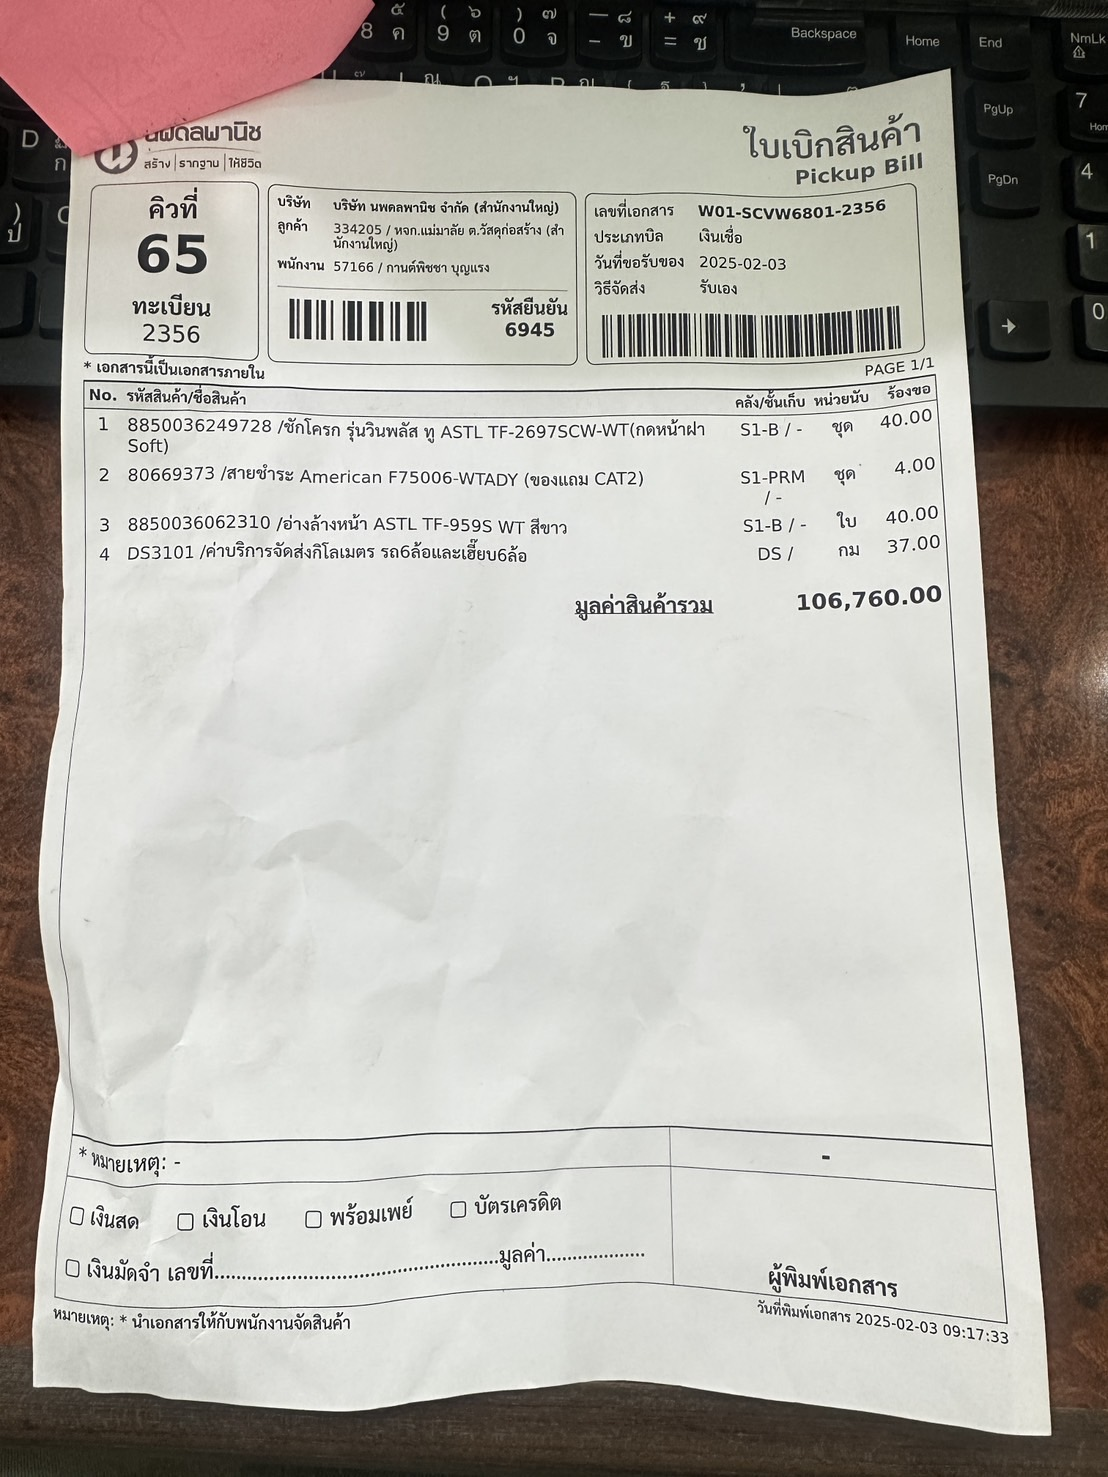 นพดลพานิช
สร้าง | รากฐาน | ให้ชีวิต
ใบเบิกสินค้า
Pickup Bill
คิวที่
65
ทะเบียน
2356
บริษัท บริษัท นพดลพานิช จำกัด (สำนักงานใหญ่)
ลูกค้า 334205 / หจก.แม่มาลัย ต.วัสดุก่อสร้าง (สำ
นักงานใหญ่)
พนักงาน 57166 / กานต์พิชชา บุญแรง
รหัสยืนยัน
6945
เลขที่เอกสาร W01-SCVW6801-2356
ประเภทบิล เงินเชื่อ
วันที่ขอรับของ 2025-02-03
วิธีจัดส่ง รับเอง
* เอกสารนี้เป็นเอกสารภายใน
PAGE 1/1
No. รหัสสินค้า/ชื่อสินค้า คลัง/ชั้นเก็บ หน่วยนับ ร้องขอ
1 8850036249728 /ชักโครก รุ่นวินพลัส ทู ASTL TF-2697SCW-WT(กดหน้าฝา S1-B / - ชุด 40.00
Soft)
2 80669373 /สายชำระ American F75006-WTADY (ของแถม CAT2) S1-PRM ชุด 4.00
/ -
3 8850036062310 /อ่างล้างหน้า ASTL TF-959S WT สีขาว S1-B / - ใบ 40.00
4 DS3101 /ค่าบริการจัดส่งกิโลเมตร รถ6ล้อและเฮี๊ยบ6ล้อ DS / กม 37.00
มูลค่าสินค้ารวม 106,760.00
* หมายเหตุ: -
-
เงินสด เงินโอน พร้อมเพย์ บัตรเครดิต
เงินมัดจำ เลขที่...................................................มูลค่า..................
ผู้พิมพ์เอกสาร
หมายเหตุ: * นำเอกสารให้กับพนักงานจัดสินค้า
วันที่พิมพ์เอกสาร 2025-02-03 09:17:33
Backspace
Home
End
NmLk
PgUp
PgDn
7
4
1
0